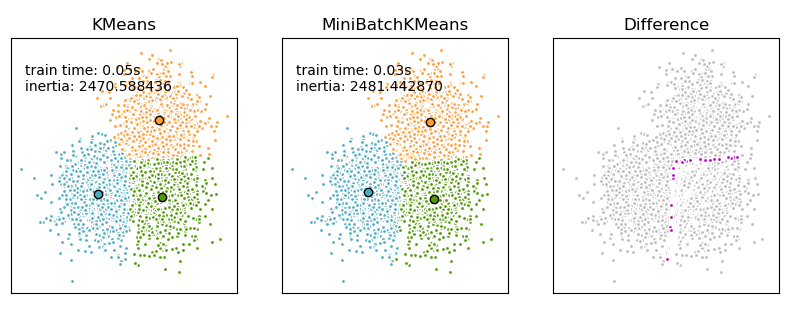 KMeans
train time: 0.05s
inertia: 2470.588436
MiniBatchKMeans
train time: 0.03s
inertia: 2481.442870
Difference